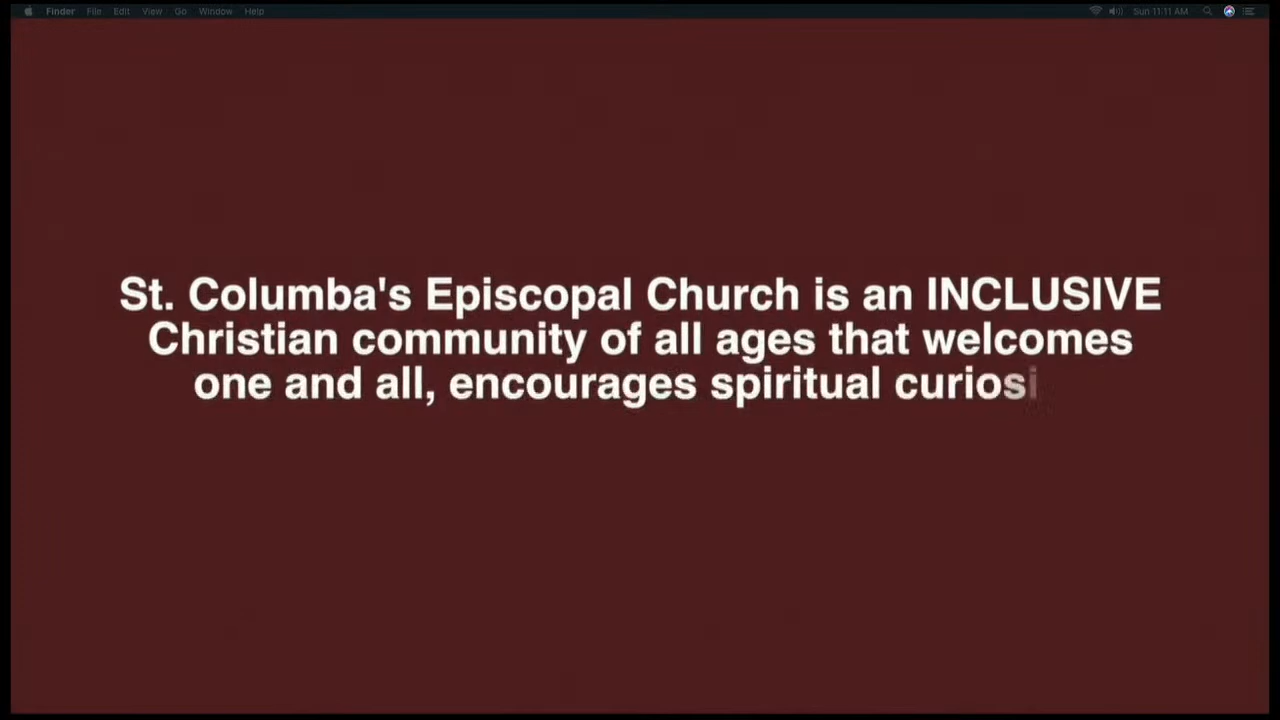 Finder File Edit View Go Window Help Sun 11:11 AM
St. Columba's Episcopal Church is an INCLUSIVE
Christian community of all ages that welcomes
one and all, encourages spiritual curiosi